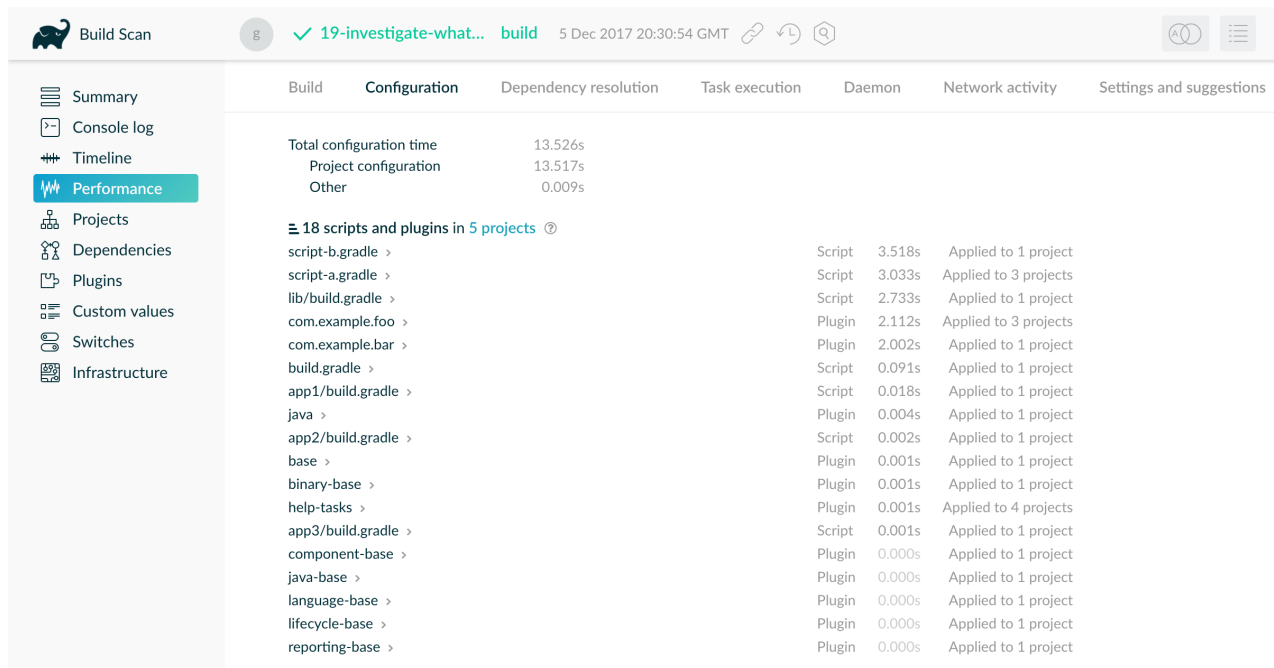 Build Scan
g 19-investigate-what... build 5 Dec 2017 20:30:54 GMT
A
Summary
Console log
Timeline
Performance
Projects
Dependencies
Plugins
Custom values
Switches
Infrastructure
Build Configuration Dependency resolution Task execution Daemon Network activity Settings and suggestions
Total configuration time 13.526s
Project configuration 13.517s
Other 0.009s
18 scripts and plugins in 5 projects ?
script-b.gradle > Script 3.518s Applied to 1 project
script-a.gradle > Script 3.033s Applied to 3 projects
lib/build.gradle > Script 2.733s Applied to 1 project
com.example.foo > Plugin 2.112s Applied to 3 projects
com.example.bar > Plugin 2.002s Applied to 1 project
build.gradle > Script 0.091s Applied to 1 project
app1/build.gradle > Script 0.018s Applied to 1 project
java > Plugin 0.004s Applied to 1 project
app2/build.gradle > Script 0.002s Applied to 1 project
base > Plugin 0.001s Applied to 1 project
binary-base > Plugin 0.001s Applied to 1 project
help-tasks > Plugin 0.001s Applied to 4 projects
app3/build.gradle > Script 0.001s Applied to 1 project
component-base > Plugin 0.000s Applied to 1 project
java-base > Plugin 0.000s Applied to 1 project
language-base > Plugin 0.000s Applied to 1 project
lifecycle-base > Plugin 0.000s Applied to 1 project
reporting-base > Plugin 0.000s Applied to 1 project